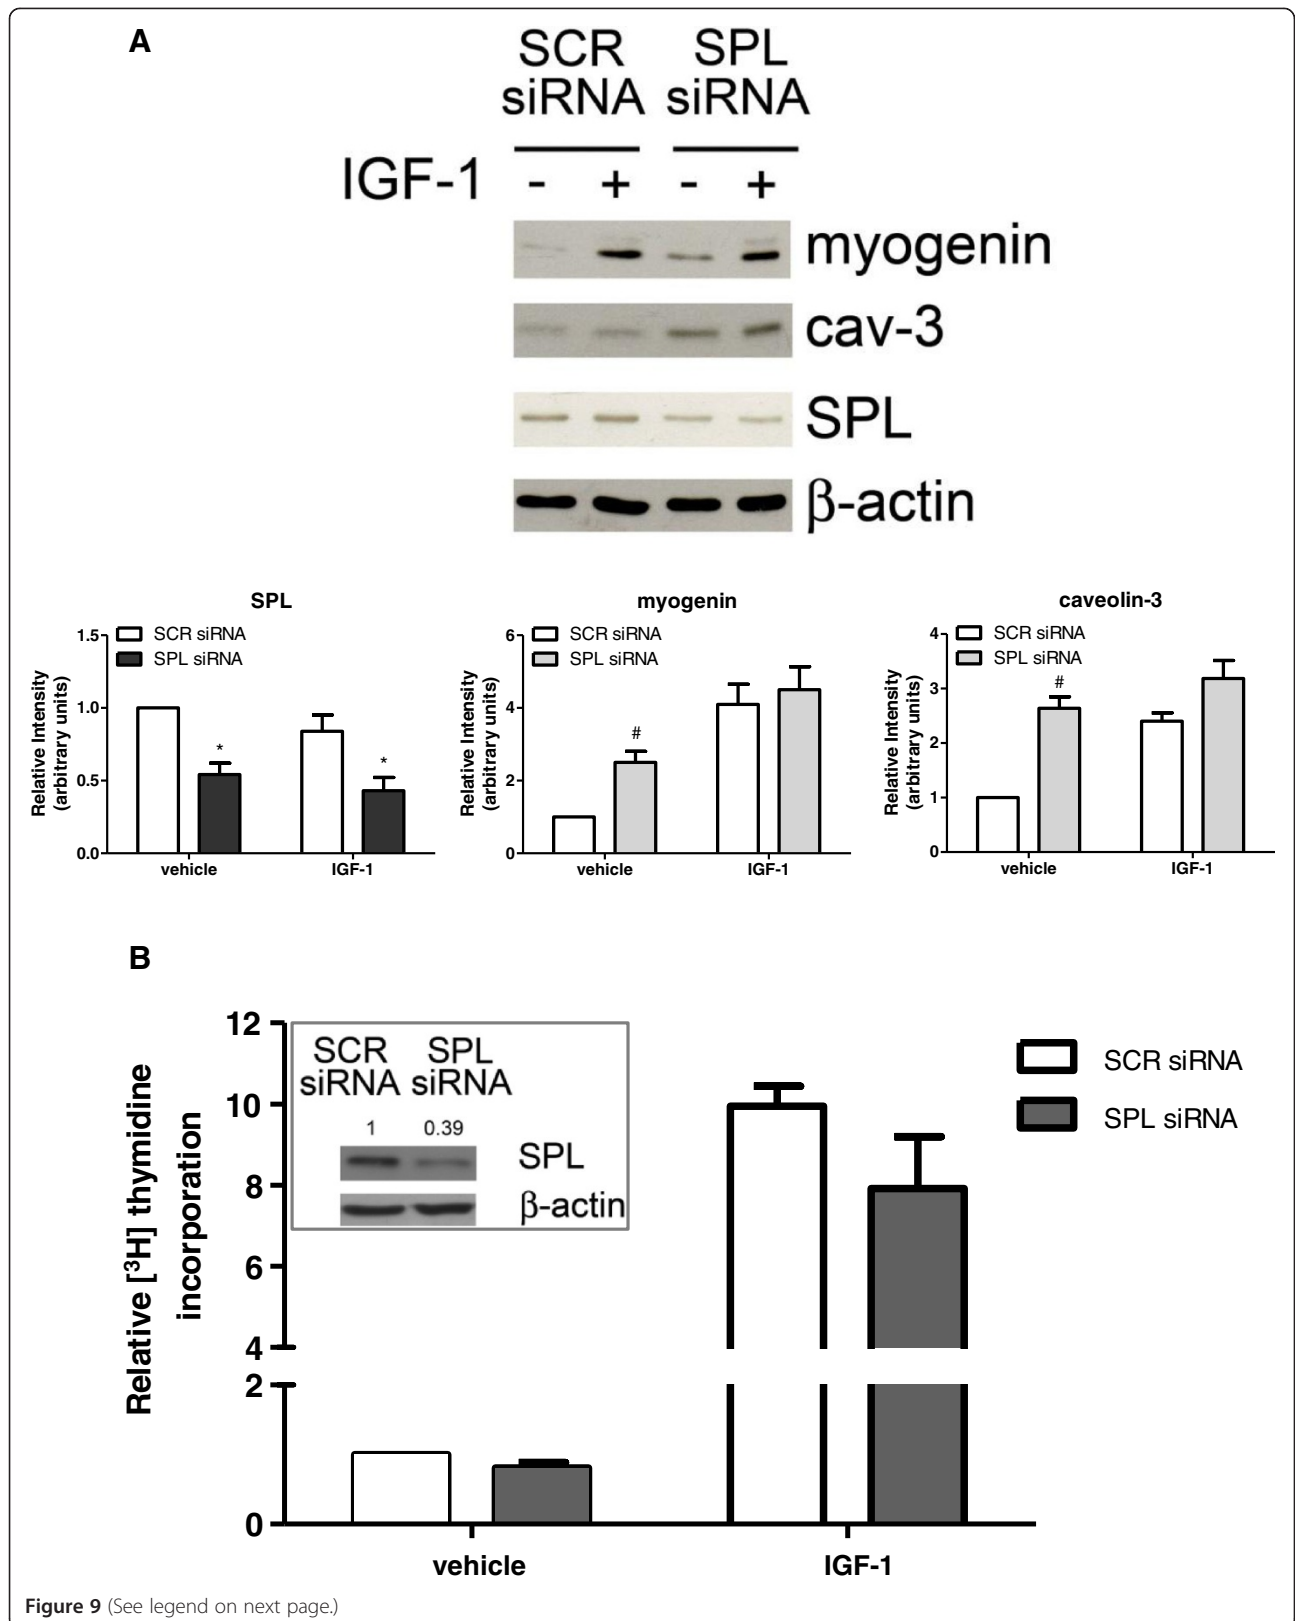 A
SCR siRNA
SPL siRNA
IGF-1 - + - +
myogenin
cav-3
SPL
β-actin
SPL
SCR siRNA
SPL siRNA
Relative Intensity
(arbitrary units)
1.5
1.0
0.5
0.0
*
*
vehicle
IGF-1
myogenin
SCR siRNA
SPL siRNA
Relative Intensity
(arbitrary units)
6
4
2
0
#
vehicle
IGF-1
caveolin-3
SCR siRNA
SPL siRNA
Relative Intensity
(arbitrary units)
4
3
2
1
0
#
vehicle
IGF-1
B
Relative [³H] thymidine
incorporation
12
10
8
6
4
2
0
SCR siRNA
SPL siRNA
1 0.39
SPL
β-actin
SCR siRNA
SPL siRNA
vehicle
IGF-1
Figure 9 (See legend on next page.)